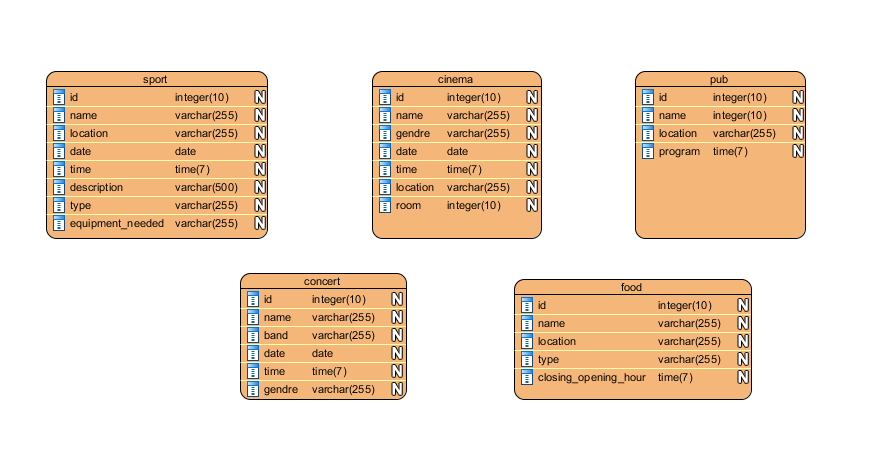 sport
id integer(10) N
name varchar(255) N
location varchar(255) N
date date N
time time(7) N
description varchar(500) N
type varchar(255) N
equipment_needed varchar(255) N
cinema
id integer(10) N
name varchar(255) N
gendre varchar(255) N
date date N
time time(7) N
location varchar(255) N
room integer(10) N
pub
id integer(10) N
name integer(10) N
location varchar(255) N
program time(7) N
concert
id integer(10) N
name varchar(255) N
band varchar(255) N
date date N
time time(7) N
gendre varchar(255) N
food
id integer(10) N
name varchar(255) N
location varchar(255) N
type varchar(255) N
closing_opening_hour time(7) N